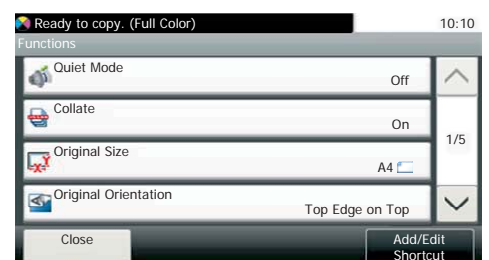 Ready to copy. (Full Color) 10:10
Functions
Quiet Mode
Off
Collate
On
1/5
Original Size
A4
Original Orientation
Top Edge on Top
Close
Add/Edit
Shortcut